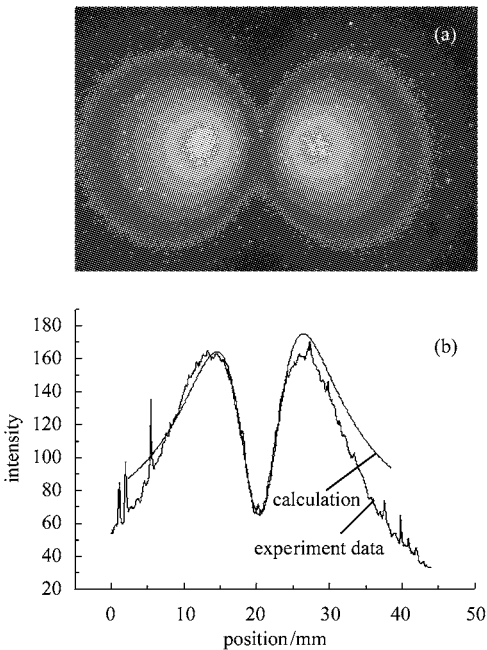 (a)
(b)
180
160
140
120
100
80
60
40
20
intensity
calculation
experiment data
0 10 20 30 40 50
position/mm